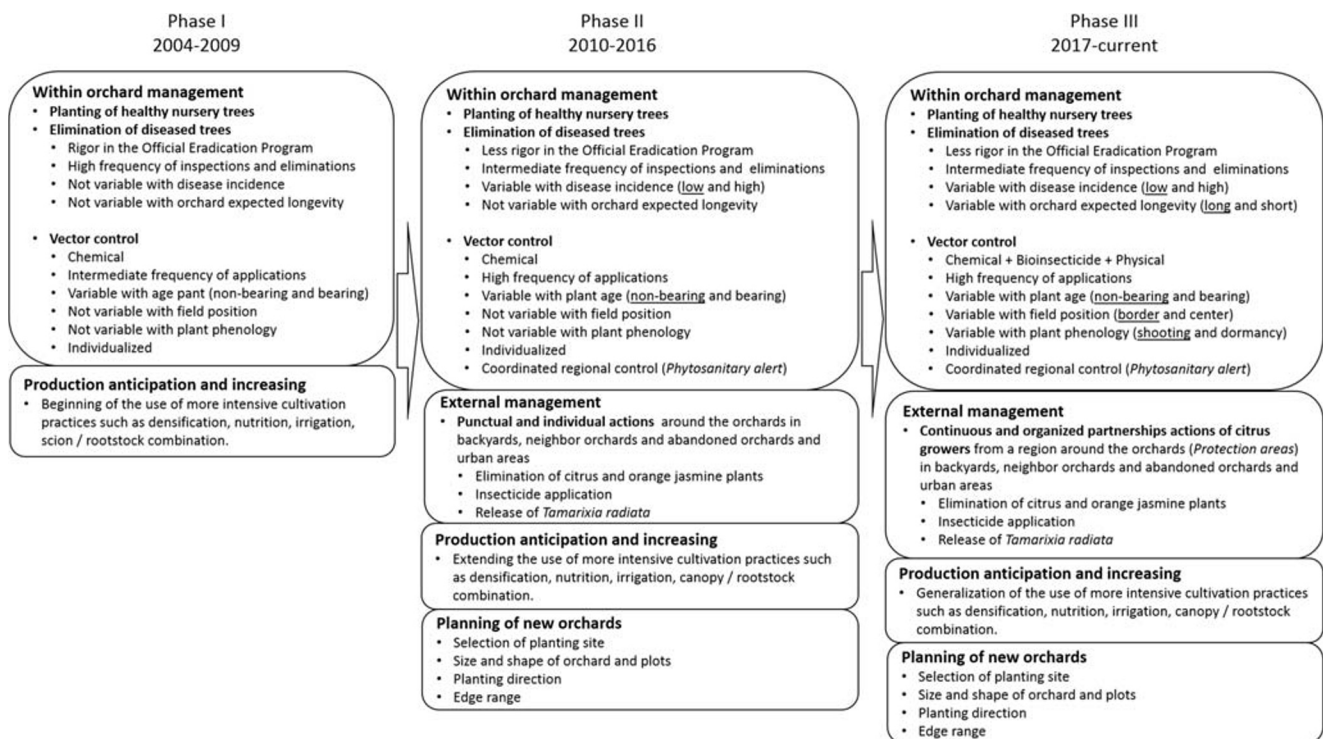 Phase I
2004-2009
Within orchard management
• Planting of healthy nursery trees
• Elimination of diseased trees
• Rigor in the Official Eradication Program
• High frequency of inspections and eliminations
• Not variable with disease incidence
• Not variable with orchard expected longevity
• Vector control
• Chemical
• Intermediate frequency of applications
• Variable with age pant (non-bearing and bearing)
• Not variable with field position
• Not variable with plant phenology
• Individualized
Production anticipation and increasing
• Beginning of the use of more intensive cultivation
practices such as densification, nutrition, irrigation,
scion / rootstock combination.
Phase II
2010-2016
Within orchard management
• Planting of healthy nursery trees
• Elimination of diseased trees
• Less rigor in the Official Eradication Program
• Intermediate frequency of inspections and eliminations
• Variable with disease incidence (low and high)
• Not variable with orchard expected longevity
• Vector control
• Chemical
• High frequency of applications
• Variable with plant age (non-bearing and bearing)
• Not variable with field position
• Not variable with plant phenology
• Individualized
• Coordinated regional control (Phytosanitary alert)
External management
• Punctual and individual actions around the orchards in
backyards, neighbor orchards and abandoned orchards and
urban areas
• Elimination of citrus and orange jasmine plants
• Insecticide application
• Release of Tamarixia radiata
Production anticipation and increasing
• Extending the use of more intensive cultivation practices such
as densification, nutrition, irrigation, canopy / rootstock
combination.
Planning of new orchards
• Selection of planting site
• Size and shape of orchard and plots
• Planting direction
• Edge range
Phase III
2017-current
Within orchard management
• Planting of healthy nursery trees
• Elimination of diseased trees
• Less rigor in the Official Eradication Program
• Intermediate frequency of inspections and eliminations
• Variable with disease incidence (low and high)
• Variable with orchard expected longevity (long and short)
• Vector control
• Chemical + Bioinsecticide + Physical
• High frequency of applications
• Variable with plant age (non-bearing and bearing)
• Variable with field position (border and center)
• Variable with plant phenology (shooting and dormancy)
• Individualized
• Coordinated regional control (Phytosanitary alert)
External management
• Continuous and organized partnerships actions of citrus
growers from a region around the orchards (Protection areas)
in backyards, neighbor orchards and abandoned orchards and
urban areas
• Elimination of citrus and orange jasmine plants
• Insecticide application
• Release of Tamarixia radiata
Production anticipation and increasing
• Generalization of the use of more intensive cultivation practices
such as densification, nutrition, irrigation, canopy / rootstock
combination.
Planning of new orchards
• Selection of planting site
• Size and shape of orchard and plots
• Planting direction
• Edge range